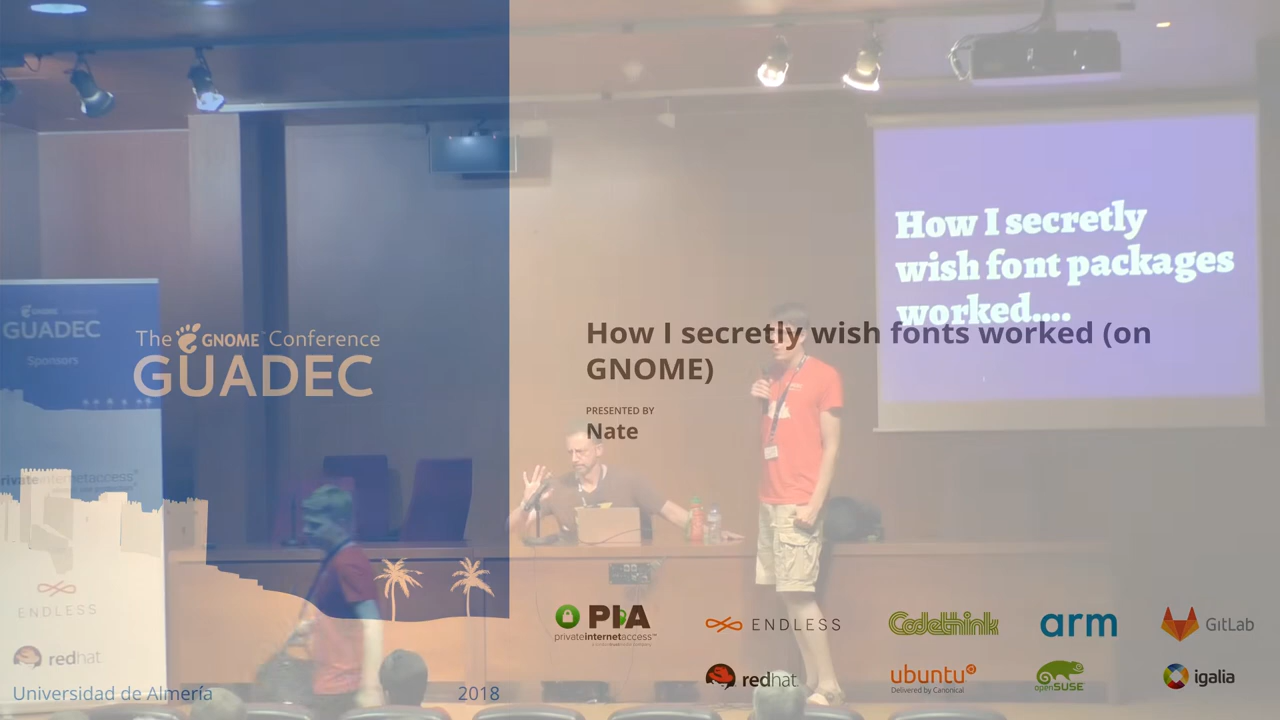 How I secretly
wish font packages
worked....
GNOME
GUADEC
Sponsors
The GNOME™ Conference
GUADEC
How I secretly wish fonts worked (on
GNOME)
PRESENTED BY
Nate
privateinternetaccess®
ENDLESS
redhat.
PIA
privateinternetaccess™
ENDLESS
Codethink
arm
GitLab
redhat.
ubuntu
Delivered by Canonical
openSUSE
igalia
Universidad de Almería
2018